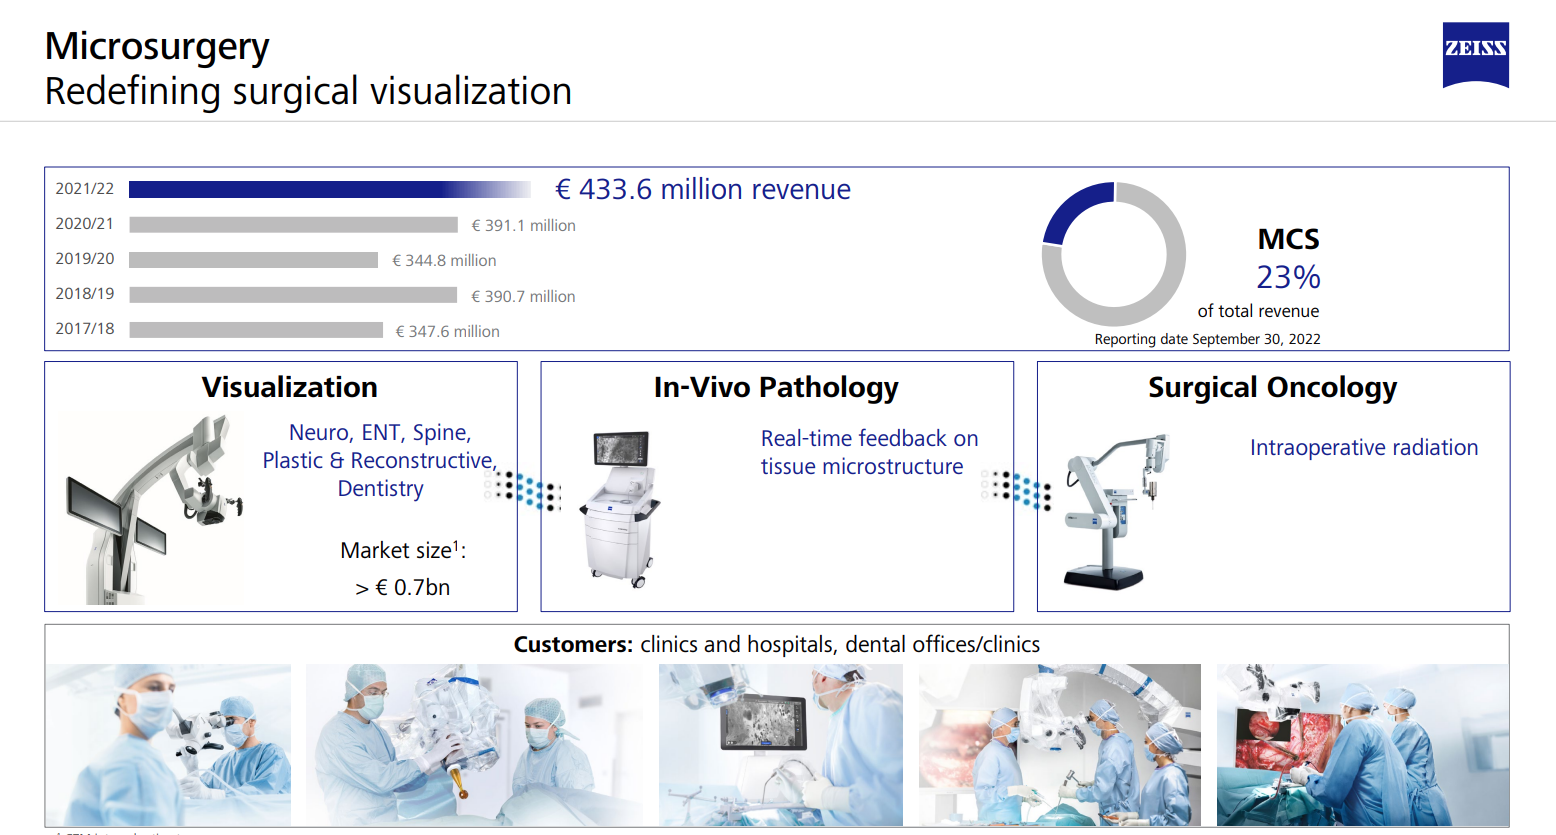 Microsurgery
Redefining surgical visualization
ZEISS
2021/22 € 433.6 million revenue
2020/21 € 391.1 million
2019/20 € 344.8 million
2018/19 € 390.7 million
2017/18 € 347.6 million
MCS
23%
of total revenue
Reporting date September 30, 2022
Visualization
Neuro, ENT, Spine,
Plastic & Reconstructive,
Dentistry
Market size¹:
> € 0.7bn
In-Vivo Pathology
Real-time feedback on
tissue microstructure
Surgical Oncology
Intraoperative radiation
Customers: clinics and hospitals, dental offices/clinics